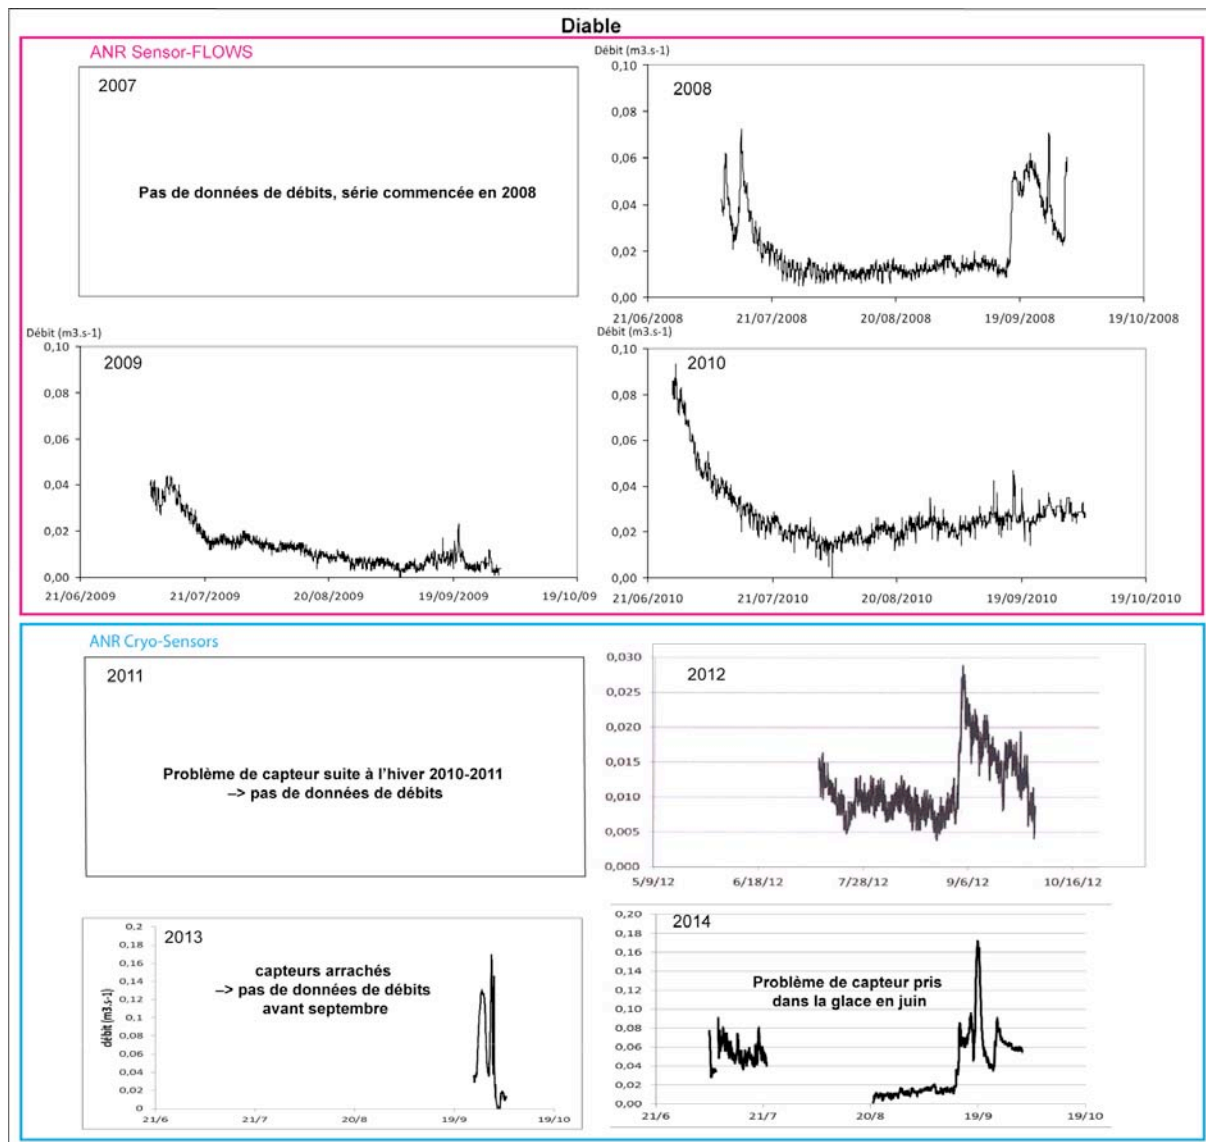 Diable
ANR Sensor-FLOWS
2007
Pas de données de débits, série commencée en 2008
Débit (m3.s-1)
2008
0,10
0,08
0,06
0,04
0,02
0,00
21/06/2008 21/07/2008 20/08/2008 19/09/2008 19/10/2008
Débit (m3.s-1)
2009
0,10
0,08
0,06
0,04
0,02
0,00
21/06/2009 21/07/2009 20/08/2009 19/09/2009 19/10/09
Débit (m3.s-1)
2010
0,10
0,08
0,06
0,04
0,02
0,00
21/06/2010 21/07/2010 20/08/2010 19/09/2010 19/10/2010
ANR Cryo-Sensors
2011
Problème de capteur suite à l'hiver 2010-2011
–> pas de données de débits
2012
0,030
0,025
0,020
0,015
0,010
0,005
0,000
5/9/12 6/18/12 7/28/12 9/6/12 10/16/12
2013
capteurs arrachés
–> pas de données de débits
avant septembre
débit (m3.s-1)
0,2
0,18
0,16
0,14
0,12
0,1
0,08
0,06
0,04
0,02
0
21/6 21/7 20/8 19/9 19/10
2014
Problème de capteur pris
dans la glace en juin
0,20
0,18
0,16
0,14
0,12
0,10
0,08
0,06
0,04
0,02
0,00
21/6 21/7 20/8 19/9 19/10